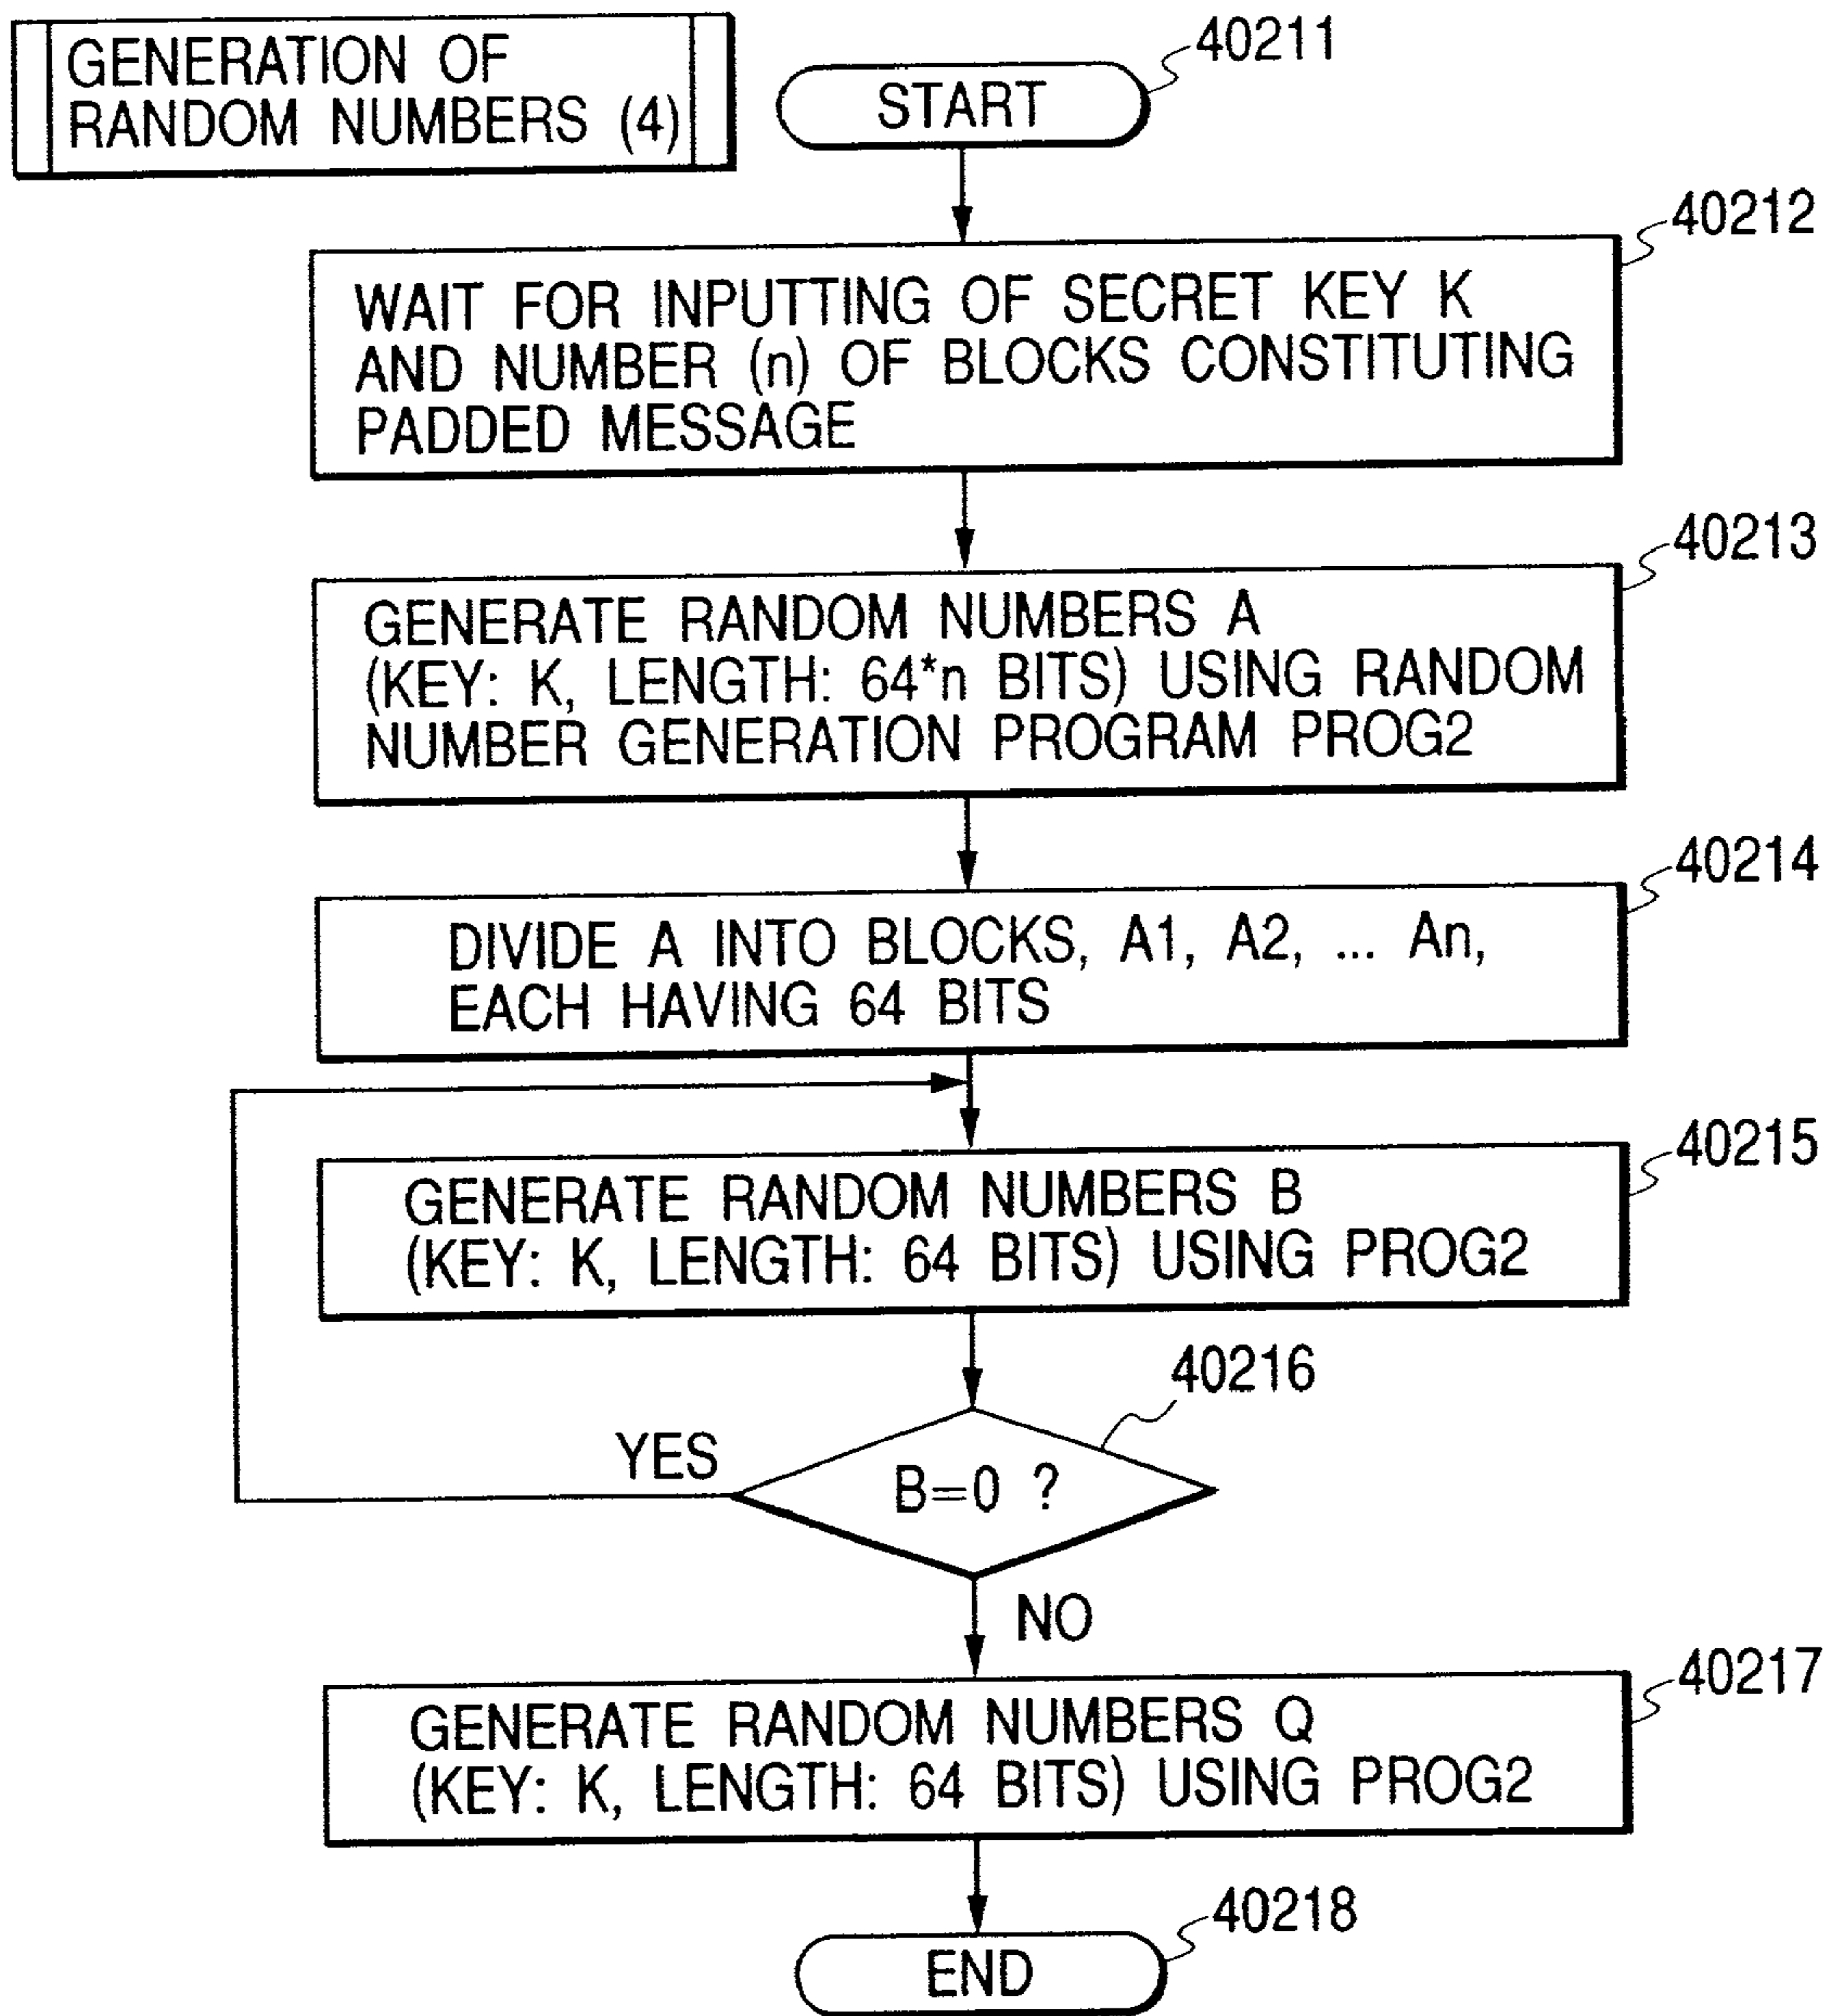 GENERATION OF
RANDOM NUMBERS (4)
START
40211
40212
WAIT FOR INPUTTING OF SECRET KEY K
AND NUMBER (n) OF BLOCKS CONSTITUTING
PADDED MESSAGE
40213
GENERATE RANDOM NUMBERS A
(KEY: K, LENGTH: 64*n BITS) USING RANDOM
NUMBER GENERATION PROGRAM PROG2
40214
DIVIDE A INTO BLOCKS, A1, A2, ... An,
EACH HAVING 64 BITS
40215
GENERATE RANDOM NUMBERS B
(KEY: K, LENGTH: 64 BITS) USING PROG2
40216
YES
B=0 ?
NO
40217
GENERATE RANDOM NUMBERS Q
(KEY: K, LENGTH: 64 BITS) USING PROG2
40218
END